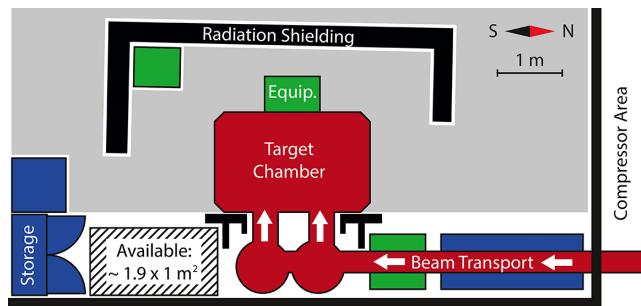 Radiation Shielding
S N
1 m
Equip.
Target
Chamber
Compressor Area
Storage
Available:
~ 1.9 x 1 m²
Beam Transport